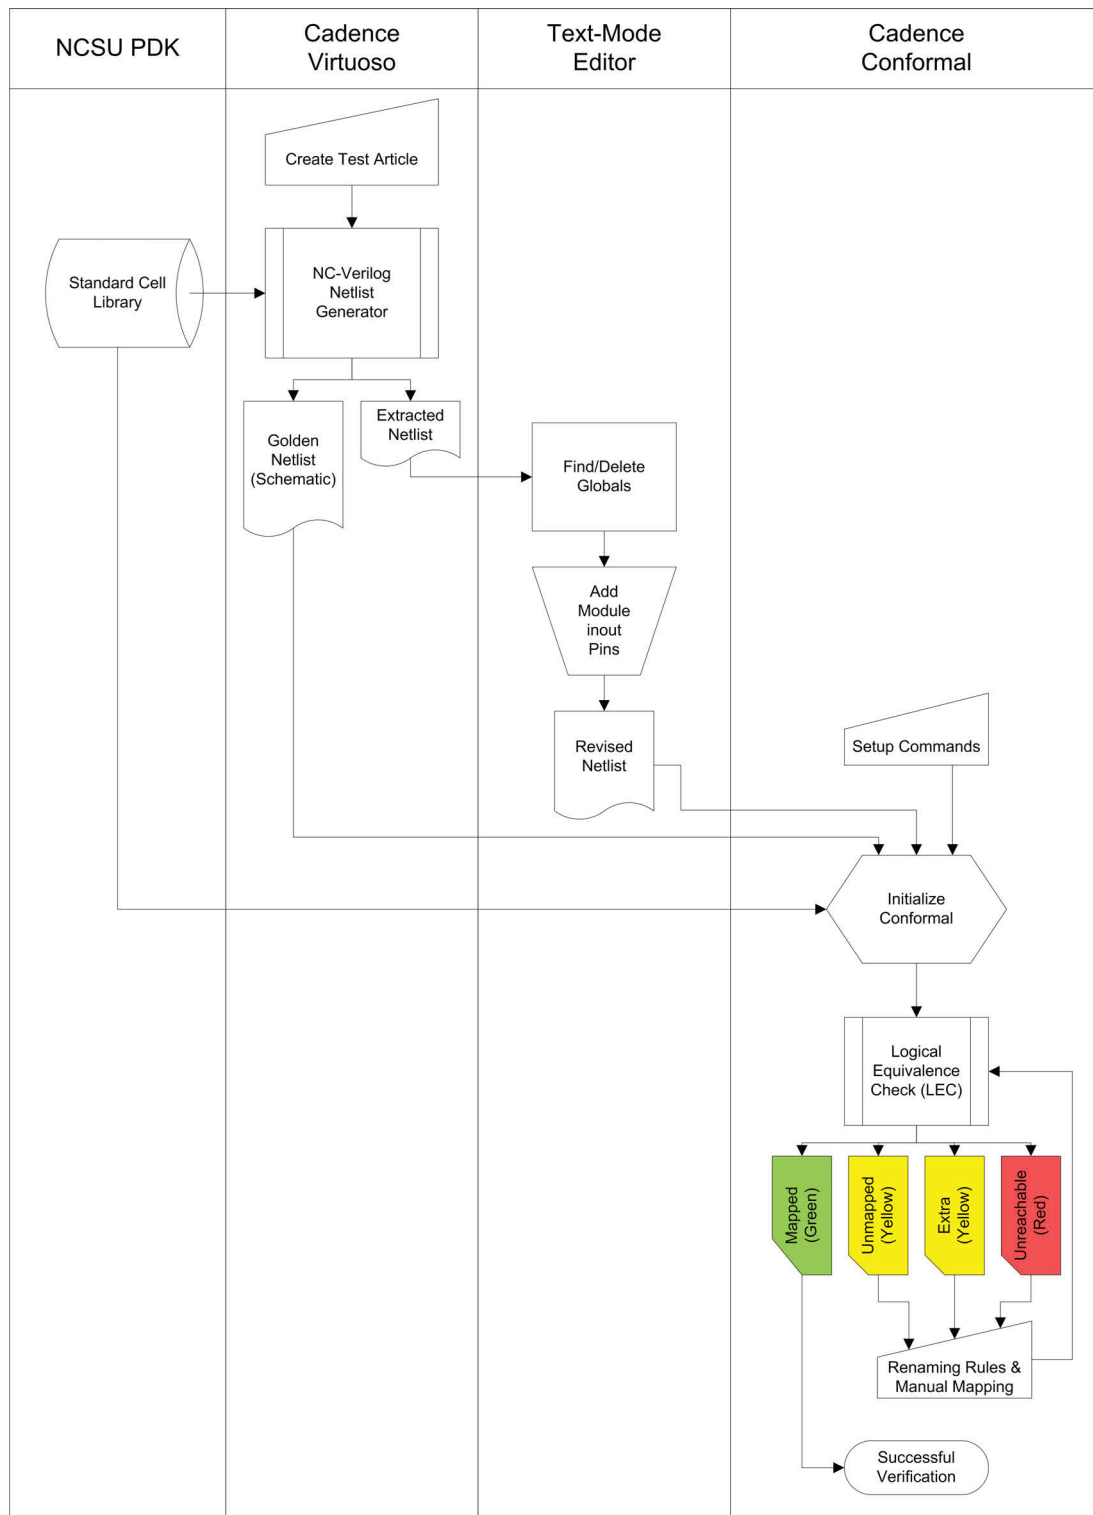 NCSU PDK
Cadence
Virtuoso
Text-Mode
Editor
Cadence
Conformal
Create Test Article
Standard Cell
Library
NC-Verilog
Netlist
Generator
Golden
Netlist
(Schematic)
Extracted
Netlist
Find/Delete
Globals
Add
Module
inout
Pins
Revised
Netlist
Setup Commands
Initialize
Conformal
Logical
Equivalence
Check (LEC)
Mapped
(Green)
Unmapped
(Yellow)
Extra
(Yellow)
Unreachable
(Red)
Renaming Rules &
Manual Mapping
Successful
Verification